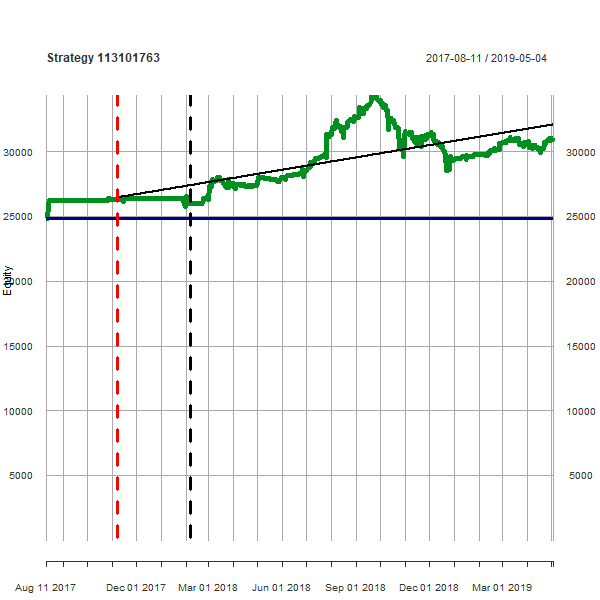 Strategy 113101763
2017-08-11 / 2019-05-04
30000
30000
25000
25000
Equity
20000
20000
15000
15000
10000
10000
5000
5000
Aug 11 2017
Dec 01 2017
Mar 01 2018
Jun 01 2018
Sep 01 2018
Dec 01 2018
Mar 01 2019